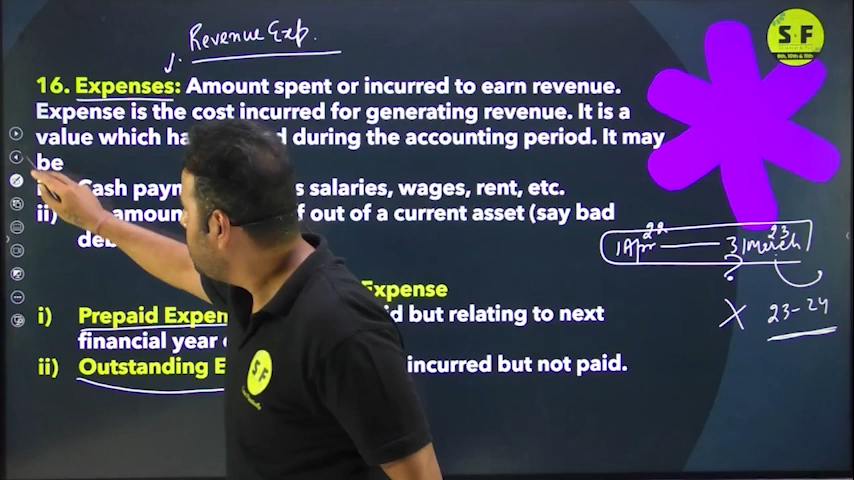 Revenue Exp.
S·F
16. Expenses: Amount spent or incurred to earn revenue.
Expense is the cost incurred for generating revenue. It is a
value which ha d during the accounting period. It may
be
Cash paym s salaries, wages, rent, etc.
ii) amoun f out of a current asset (say bad
deb
1 Apr 22 — 31 March 23
?
X 23-24
Expense
i) Prepaid Expen id but relating to next
financial year
ii) Outstanding E incurred but not paid.
S·F